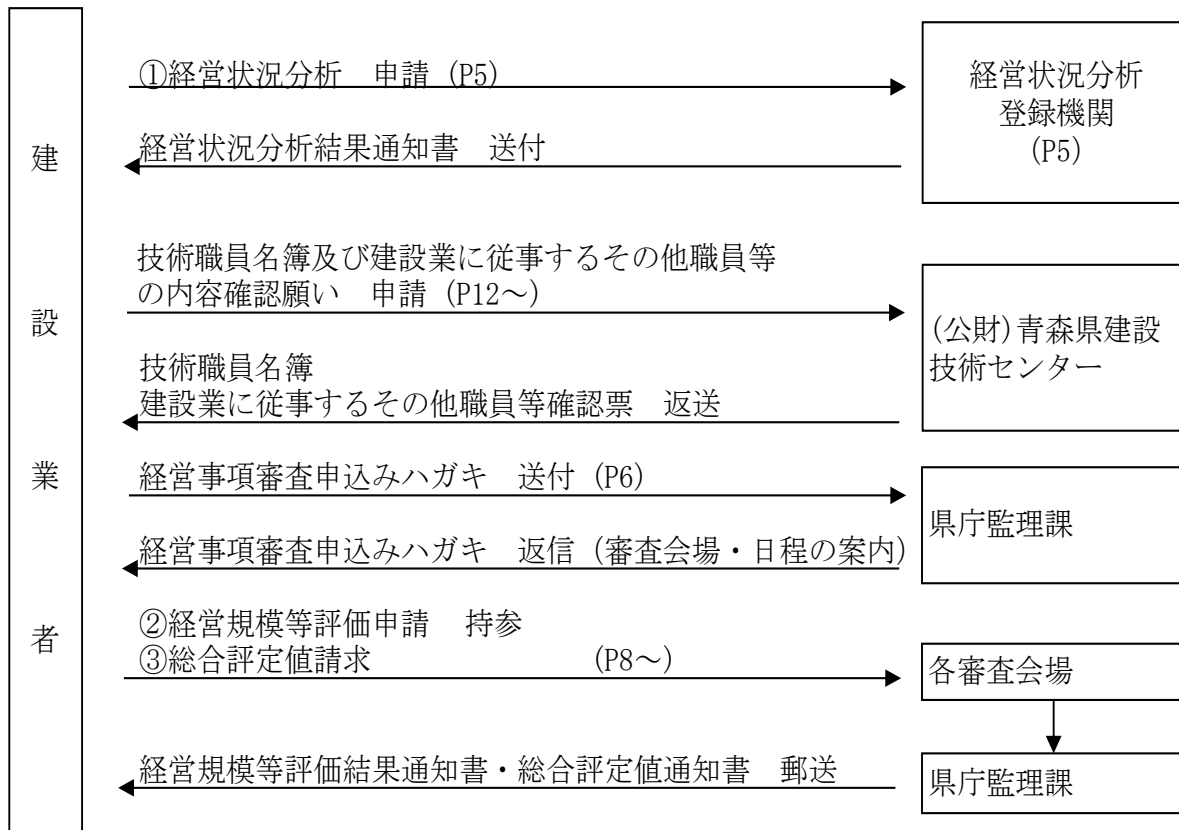 建設業者
①経営状況分析　申請 (P5)
経営状況分析結果通知書　送付
経営状況分析
登録機関
(P5)
技術職員名簿及び建設業に従事するその他職員等
の内容確認願い　申請 (P12～)
技術職員名簿
建設業に従事するその他職員等確認票　返送
(公財)青森県建設
技術センター
経営事項審査申込みハガキ　送付 (P6)
経営事項審査申込みハガキ　返信 (審査会場・日程の案内)
県庁監理課
②経営規模等評価申請　持参
③総合評定値請求　　　　　　　　　(P8～)
各審査会場
経営規模等評価結果通知書・総合評定値通知書　郵送
県庁監理課